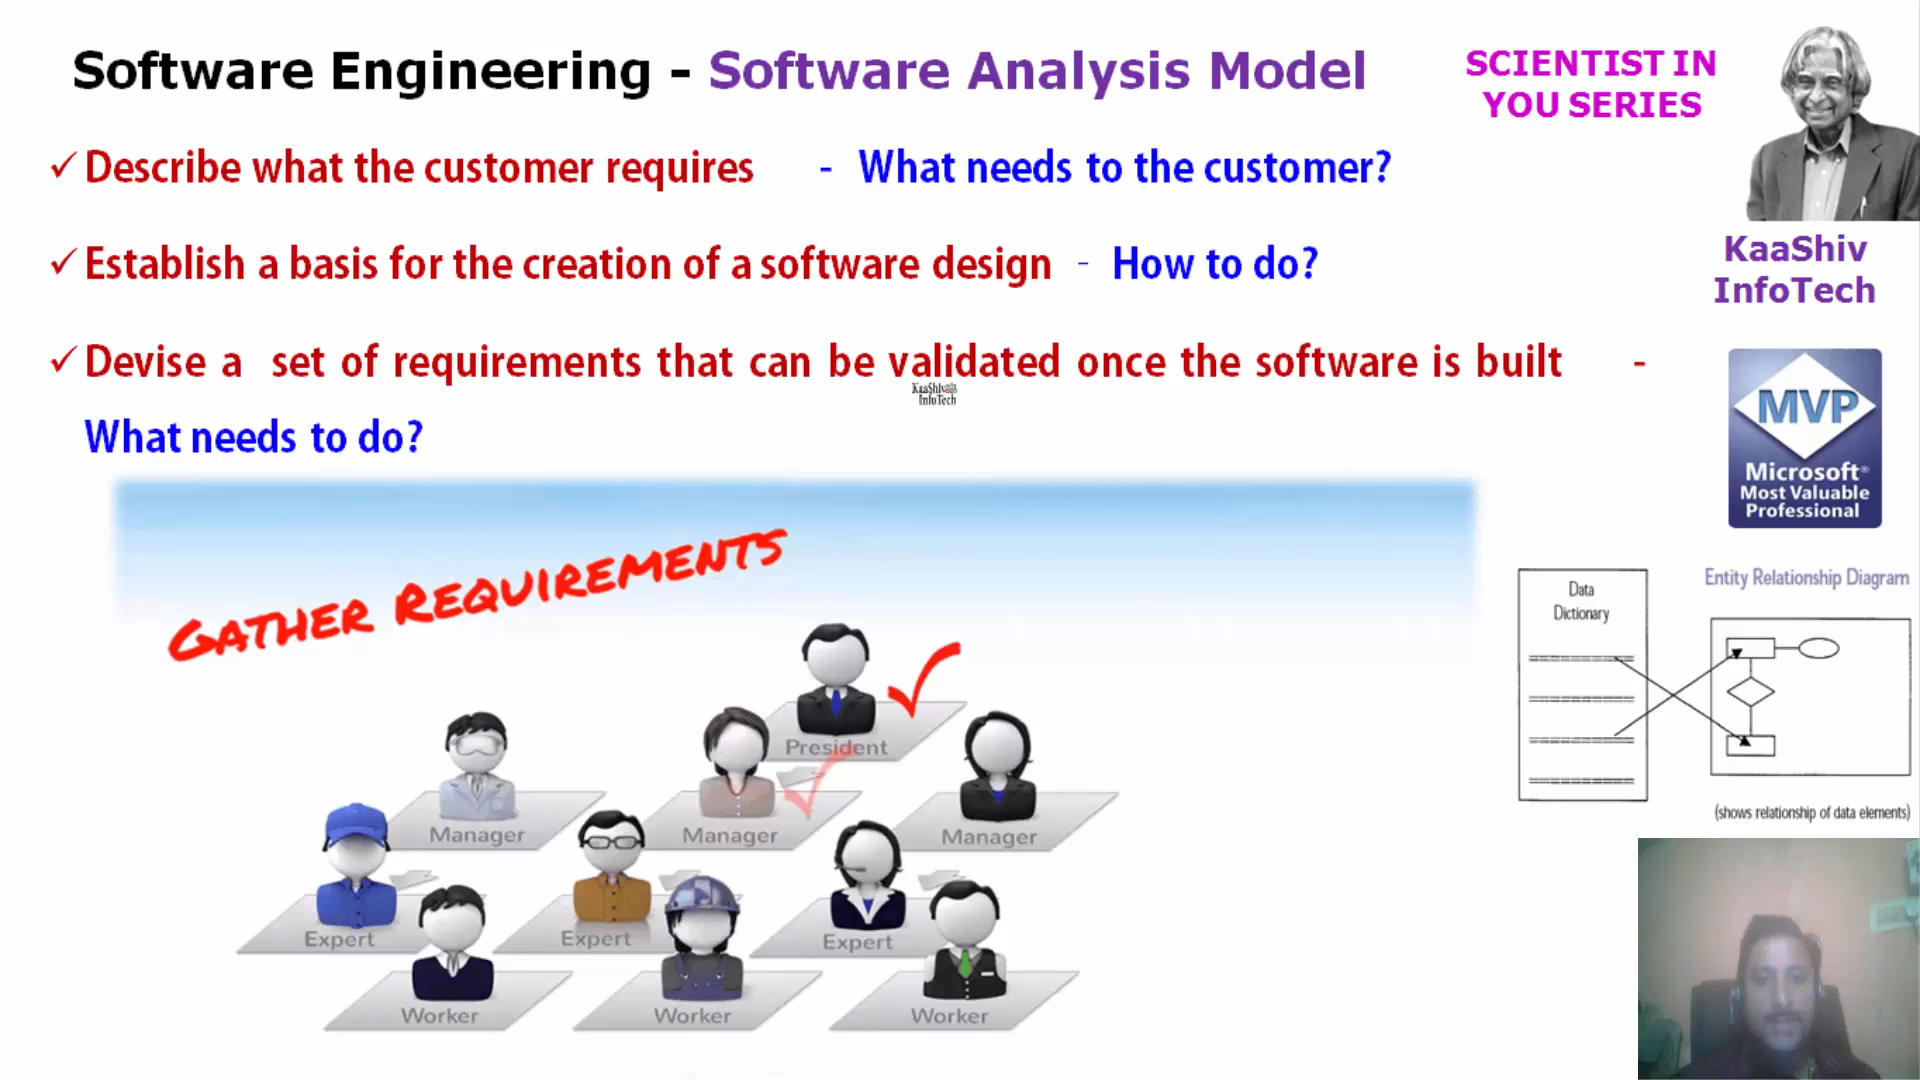 Software Engineering - Software Analysis Model
SCIENTIST IN
YOU SERIES
✓ Describe what the customer requires - What needs to the customer?
✓ Establish a basis for the creation of a software design - How to do?
KaaShiv
InfoTech
✓ Devise a set of requirements that can be validated once the software is built -
What needs to do?
KaaShiv
InfoTech
MVP
Microsoft®
Most Valuable
Professional
GATHER REQUIREMENTS
President
Manager
Manager
Manager
Expert
Expert
Expert
Worker
Worker
Worker
Data
Dictionary
Entity Relationship Diagram
(shows relationship of data elements)